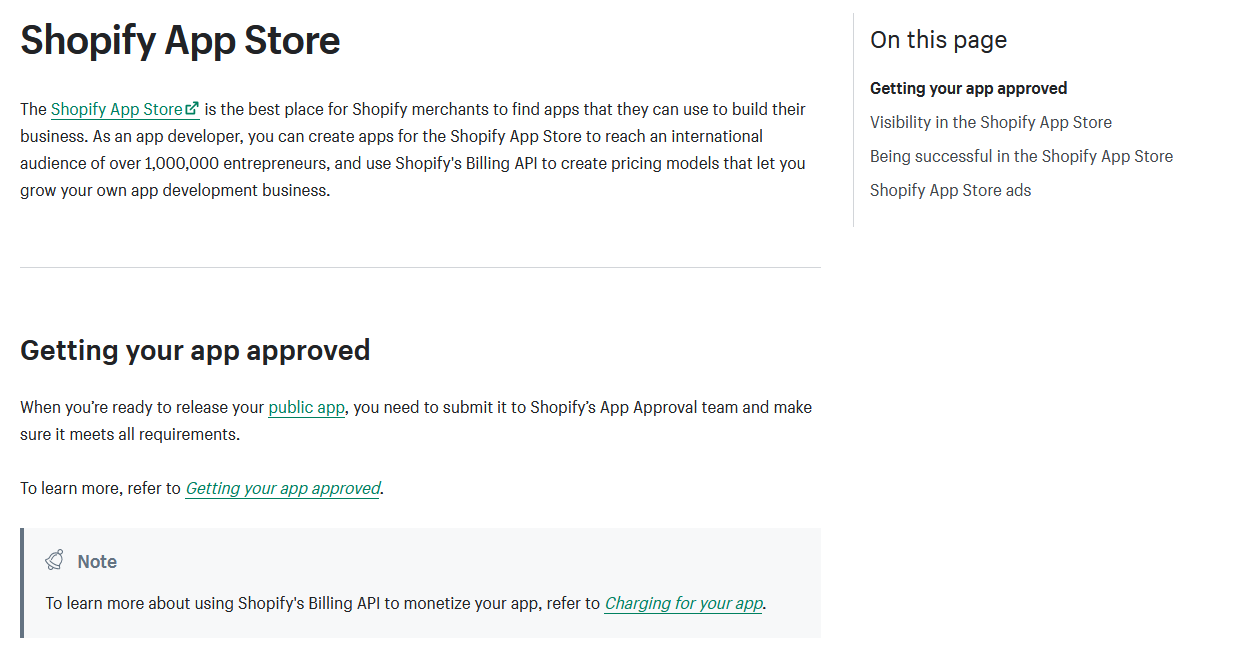 Shopify App Store
The Shopify App Store is the best place for Shopify merchants to find apps that they can use to build their
business. As an app developer, you can create apps for the Shopify App Store to reach an international
audience of over 1,000,000 entrepreneurs, and use Shopify's Billing API to create pricing models that let you
grow your own app development business.
Getting your app approved
When you’re ready to release your public app, you need to submit it to Shopify’s App Approval team and make
sure it meets all requirements.
To learn more, refer to Getting your app approved.
Note
To learn more about using Shopify's Billing API to monetize your app, refer to Charging for your app.
On this page
Getting your app approved
Visibility in the Shopify App Store
Being successful in the Shopify App Store
Shopify App Store ads